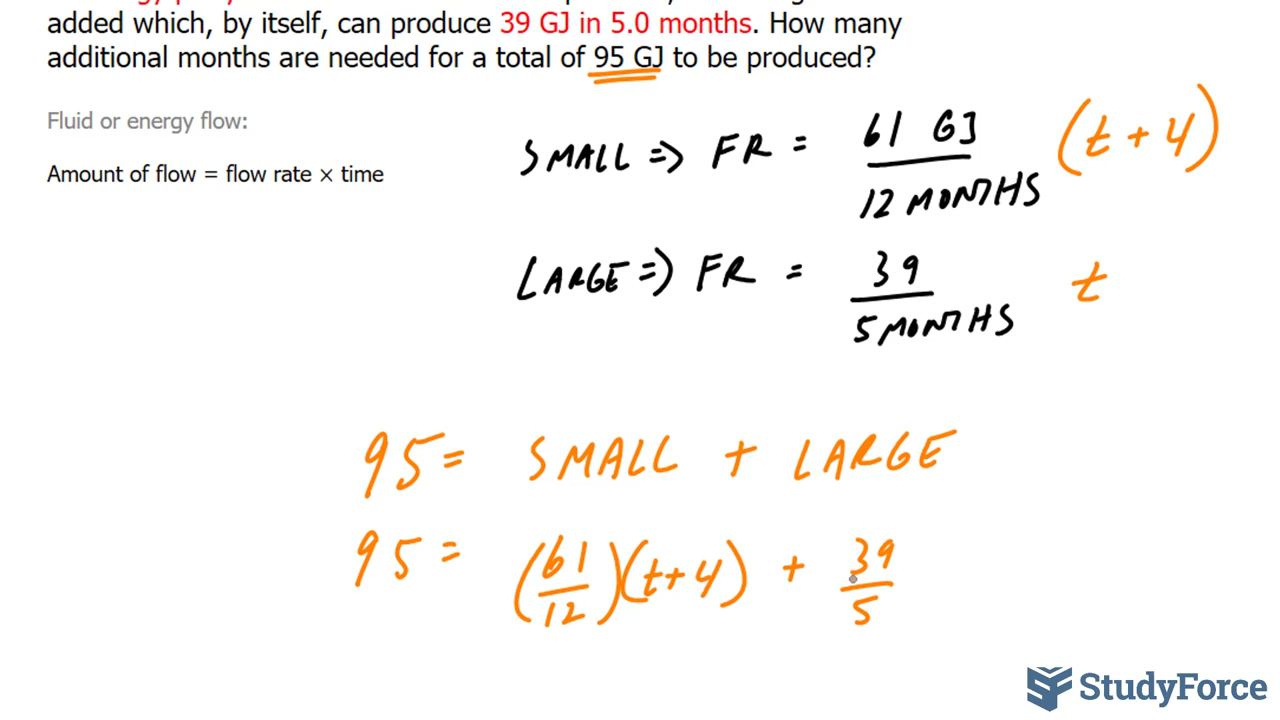 added which, by itself, can produce 39 GJ in 5.0 months. How many
additional months are needed for a total of 95 GJ to be produced?
Fluid or energy flow:
Amount of flow = flow rate × time
SMALL => FR = 61 GJ / 12 MONTHS (t + 4)
LARGE => FR = 39 / 5 MONTHS t
95 = SMALL + LARGE
95 = (61/12)(t+4) + 39/5
StudyForce